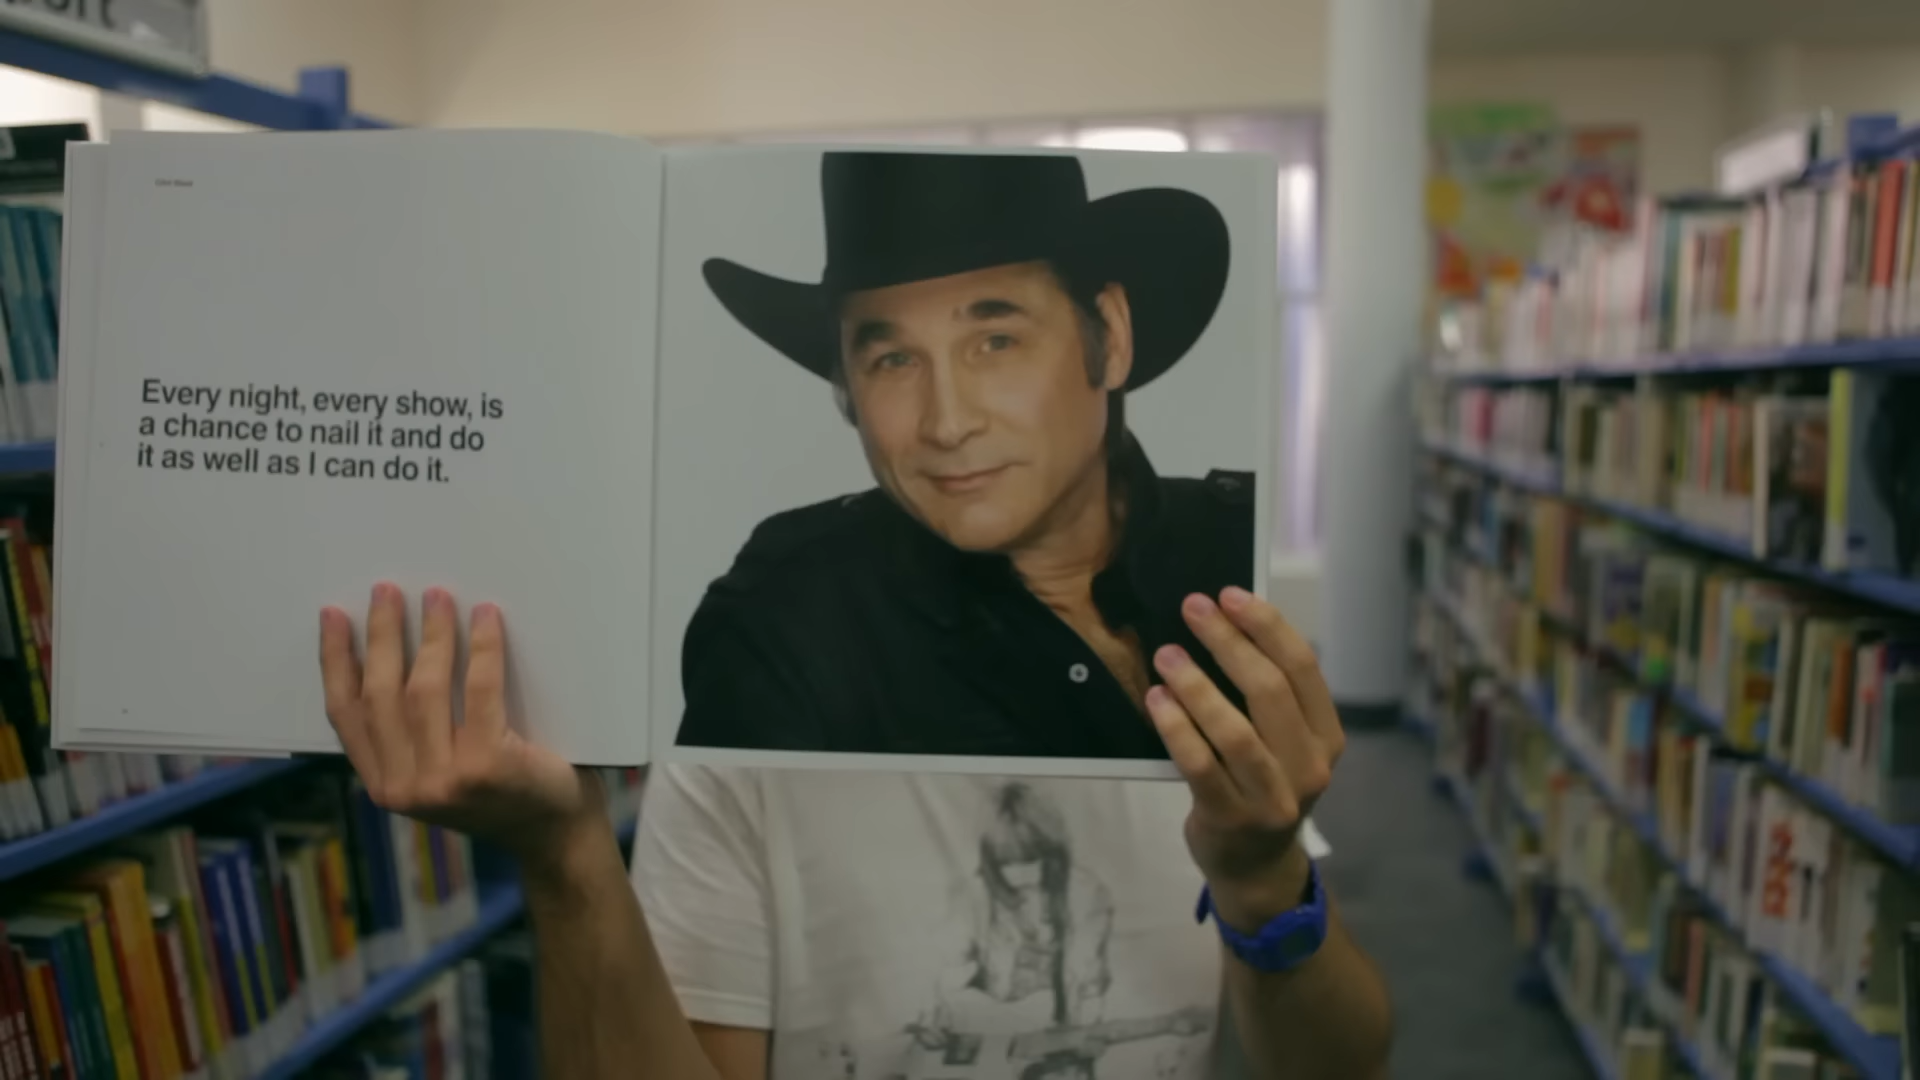 Every night, every show, is
a chance to nail it and do
it as well as I can do it.